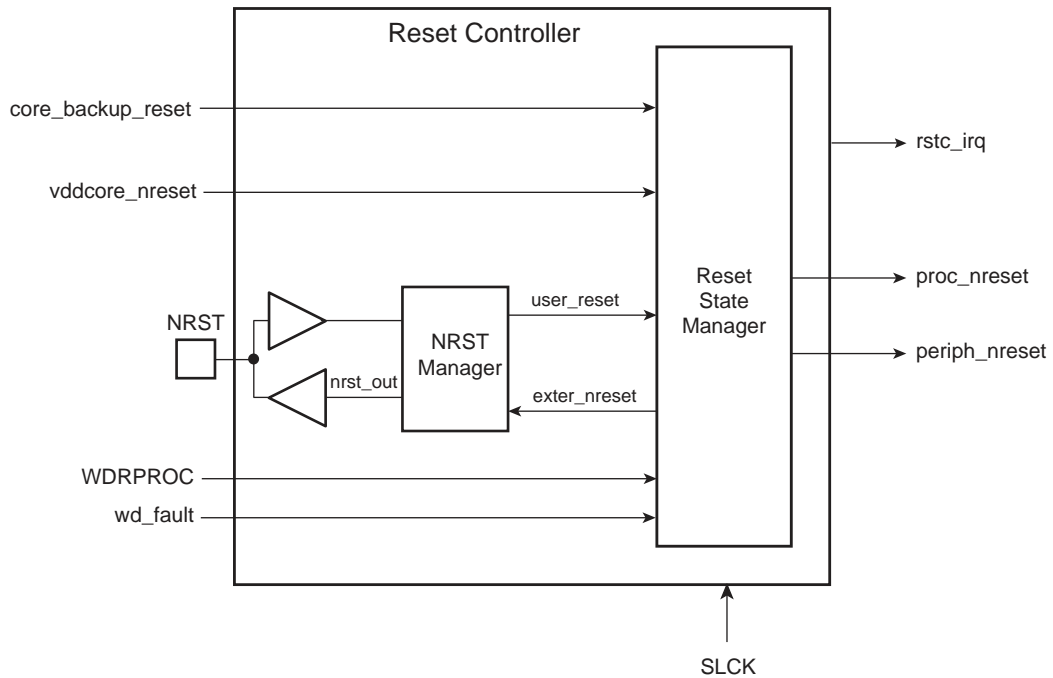 Reset Controller
core_backup_reset
rstc_irq
vddcore_nreset
Reset
State
Manager
proc_nreset
user_reset
NRST
NRST
Manager
periph_nreset
nrst_out
exter_nreset
WDRPROC
wd_fault
SLCK